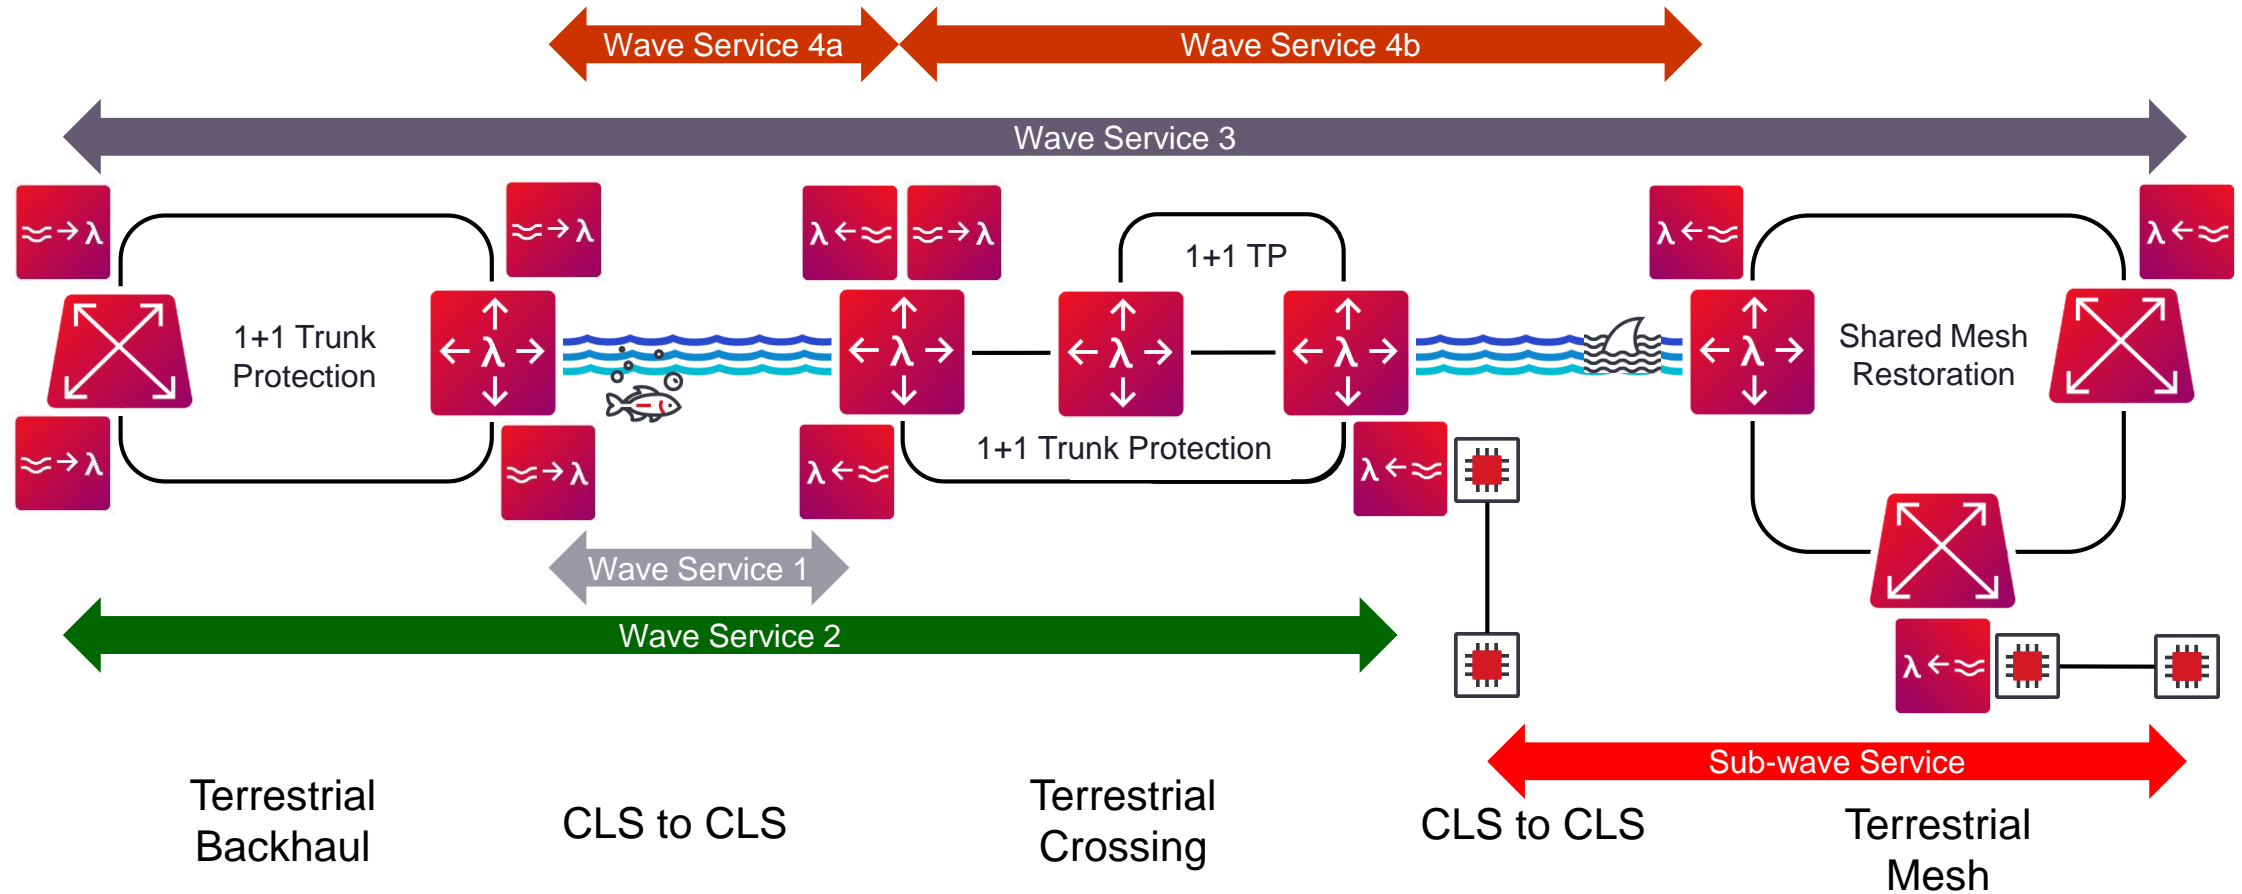 Wave Service 4a
Wave Service 4b
Wave Service 3
λ
λ
λ
λ
λ
λ
1+1 TP
1+1 Trunk
Protection
λ
λ
λ
λ
λ
Shared Mesh
Restoration
1+1 Trunk Protection
λ
λ
λ
λ
Wave Service 1
Wave Service 2
λ
Sub-wave Service
Terrestrial
Backhaul
CLS to CLS
Terrestrial
Crossing
CLS to CLS
Terrestrial
Mesh